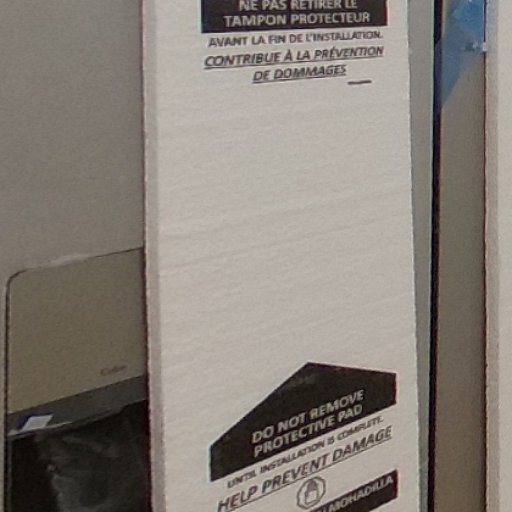 NE PAS RETIRER LE
TAMPON PROTECTEUR
AVANT LA FIN DE L'INSTALLATION.
CONTRIBUE À LA PRÉVENTION
DE DOMMAGES
DO NOT REMOVE
PROTECTIVE PAD
UNTIL INSTALLATION IS COMPLETE.
HELP PREVENT DAMAGE